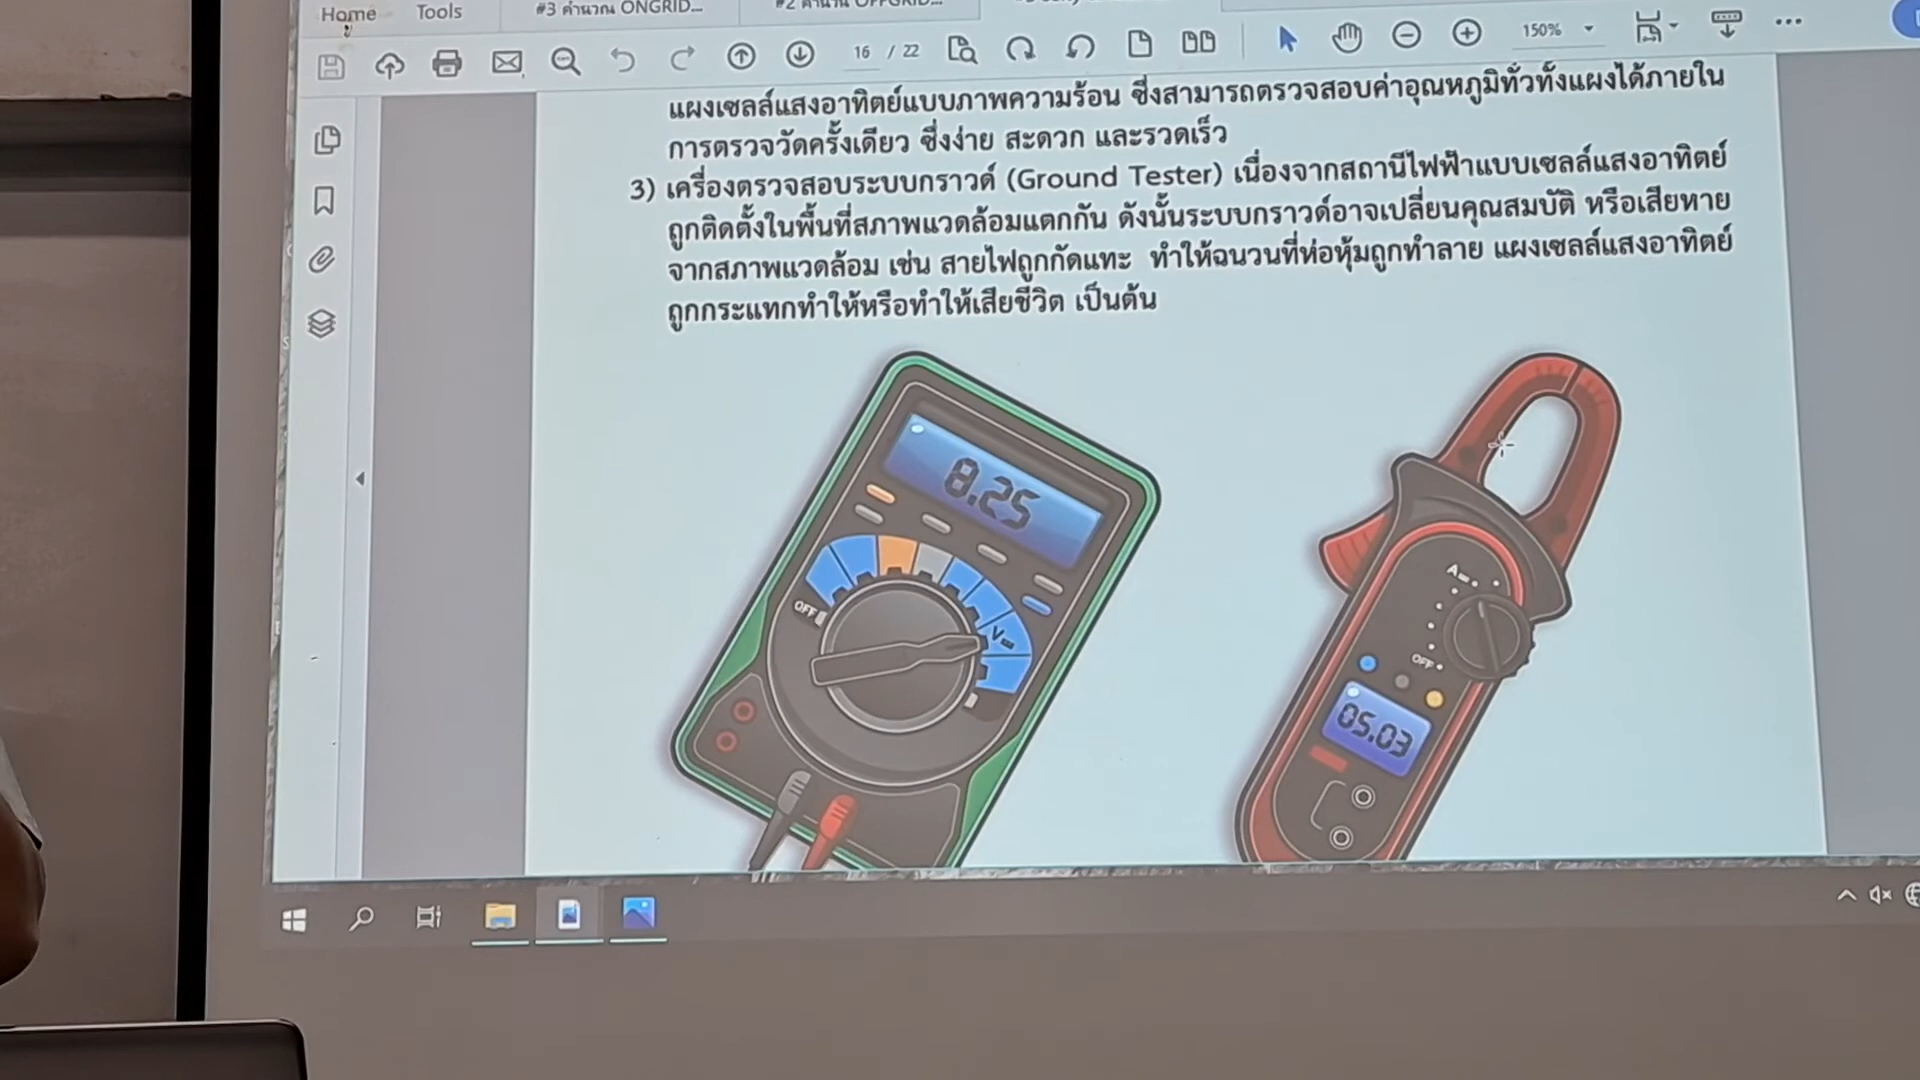 Home
Tools
#3 คำนวณ ONGRID...
16 / 22
150%
แผงเซลล์แสงอาทิตย์แบบภาพความร้อน ซึ่งสามารถตรวจสอบค่าอุณหภูมิทั่วทั้งแผงได้ภายใน
การตรวจวัดครั้งเดียว ซึ่งง่าย สะดวก และรวดเร็ว
3) เครื่องตรวจสอบระบบกราวด์ (Ground Tester) เนื่องจากสถานีไฟฟ้าแบบเซลล์แสงอาทิตย์
ถูกติดตั้งในพื้นที่สภาพแวดล้อมแตกกัน ดังนั้นระบบกราวด์อาจเปลี่ยนคุณสมบัติ หรือเสียหาย
จากสภาพแวดล้อม เช่น สายไฟถูกกัดแทะ ทำให้ฉนวนที่ห่อหุ้มถูกทำลาย แผงเซลล์แสงอาทิตย์
ถูกกระแทกทำให้หรือทำให้เสียชีวิต เป็นต้น
8.25
OFF
V
A
OFF
05.03